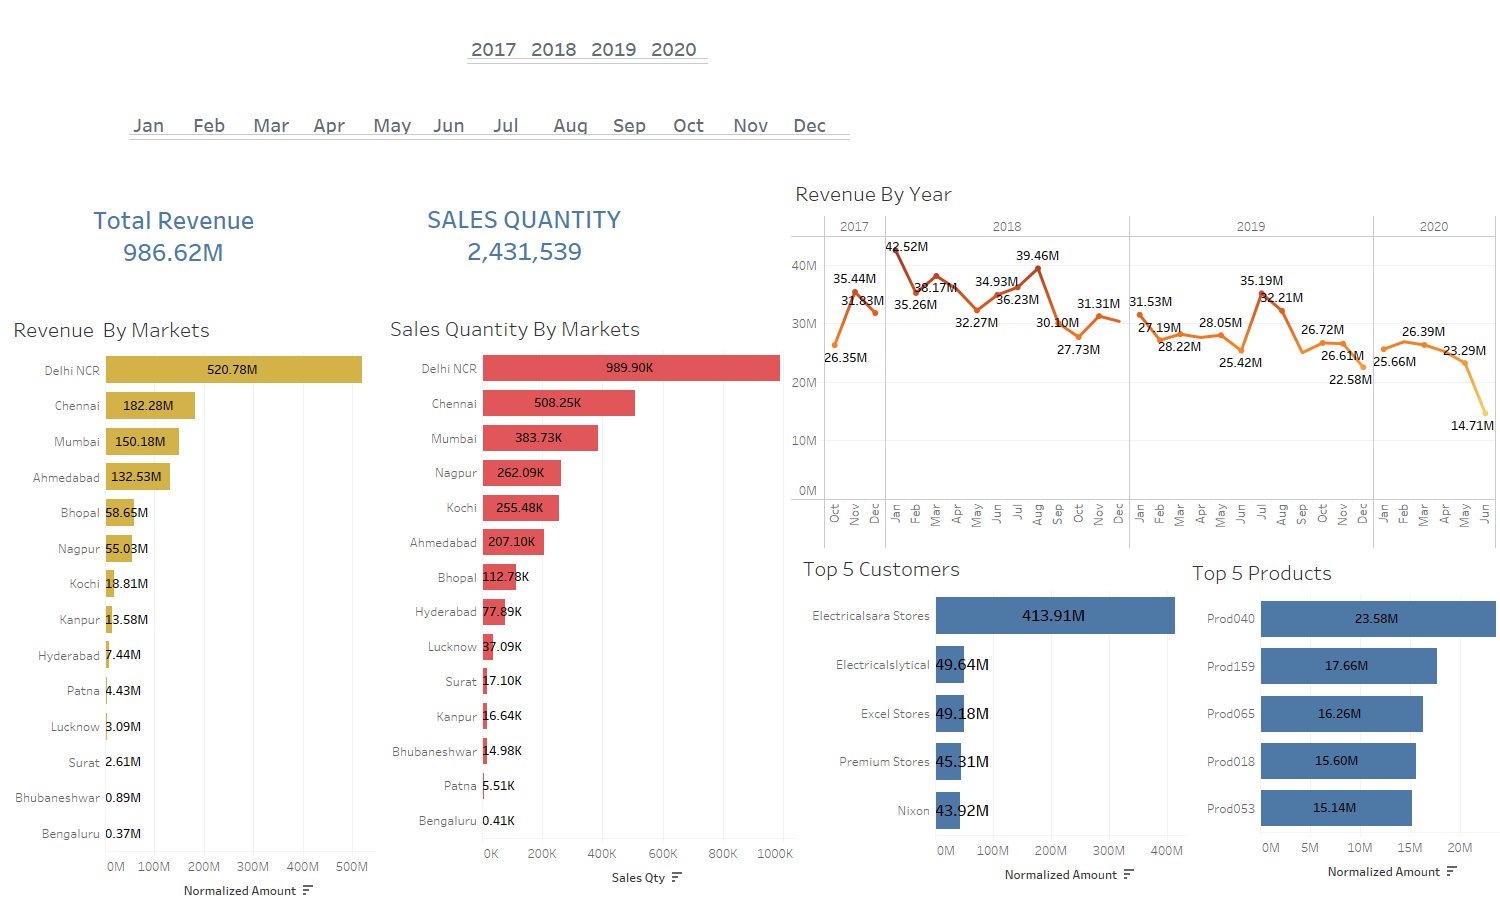 2017 2018 2019 2020
Jan Feb Mar Apr May Jun Jul Aug Sep Oct Nov Dec
Total Revenue
986.62M
SALES QUANTITY
2,431,539
Revenue By Markets
Delhi NCR 520.78M
Chennai 182.28M
Mumbai 150.18M
Ahmedabad 132.53M
Bhopal 58.65M
Nagpur 55.03M
Kochi 18.81M
Kanpur 13.58M
Hyderabad 7.44M
Patna 4.43M
Lucknow 3.09M
Surat 2.61M
Bhubaneshwar 0.89M
Bengaluru 0.37M
0M 100M 200M 300M 400M 500M
Normalized Amount
Sales Quantity By Markets
Delhi NCR 989.90K
Chennai 508.25K
Mumbai 383.73K
Nagpur 262.09K
Kochi 255.48K
Ahmedabad 207.10K
Bhopal 112.78K
Hyderabad 77.89K
Lucknow 37.09K
Surat 17.10K
Kanpur 16.64K
Bhubaneshwar 14.98K
Patna 5.51K
Bengaluru 0.41K
0K 200K 400K 600K 800K 1000K
Sales Qty
Revenue By Year
2017 2018 2019 2020
40M
30M
20M
10M
0M
26.35M 35.44M 31.83M
42.52M 35.26M 38.17M 32.27M 34.93M 36.23M 39.46M 30.10M 27.73M 31.31M
31.53M 27.19M 28.22M 28.05M 25.42M 35.19M 32.21M 26.72M 26.61M 22.58M
25.66M 26.39M 23.29M 14.71M
Oct Nov Dec Jan Feb Mar Apr May Jun Jul Aug Sep Oct Nov Dec Jan Feb Mar Apr May Jun Jul Aug Sep Oct Nov Dec Jan Feb Mar Apr May Jun
Top 5 Customers
Electricalsara Stores 413.91M
Electricalslytical 49.64M
Excel Stores 49.18M
Premium Stores 45.31M
Nixon 43.92M
0M 100M 200M 300M 400M
Normalized Amount
Top 5 Products
Prod040 23.58M
Prod159 17.66M
Prod065 16.26M
Prod018 15.60M
Prod053 15.14M
0M 5M 10M 15M 20M
Normalized Amount